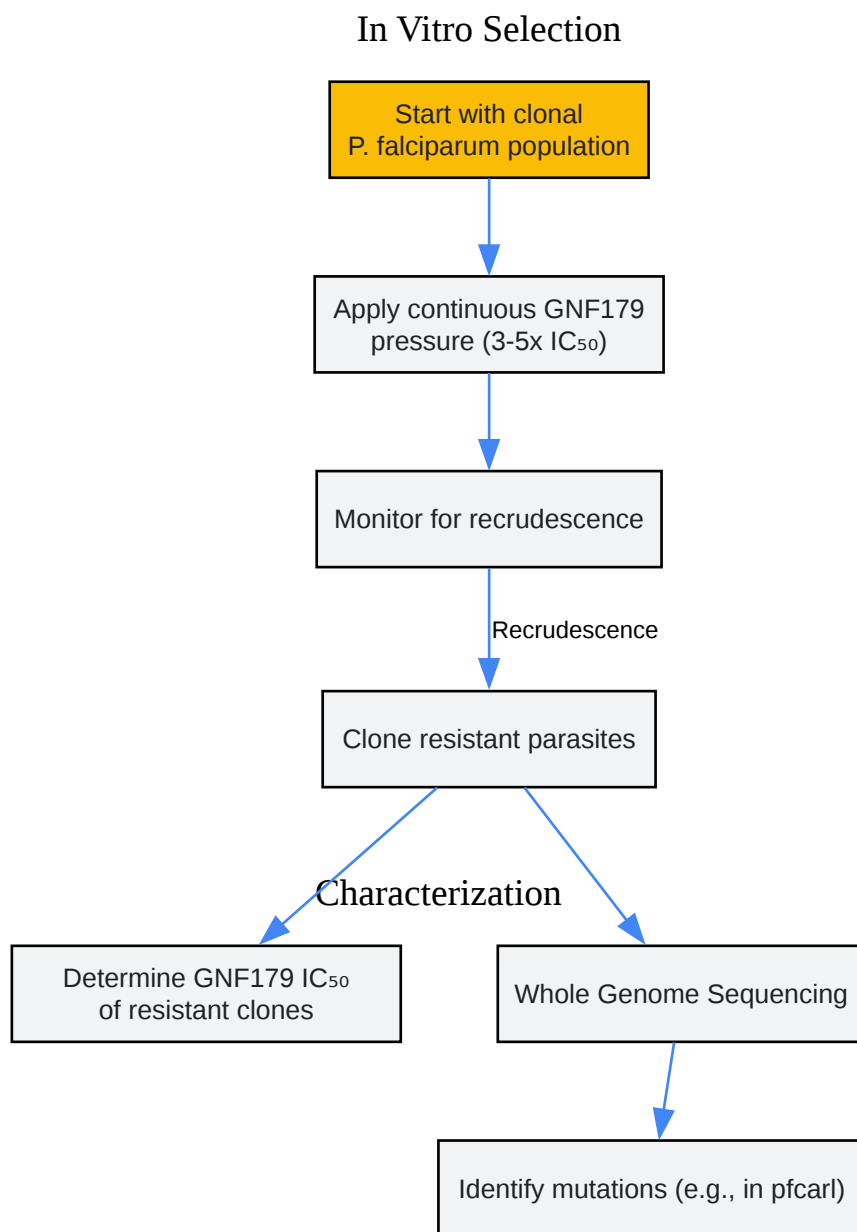 In Vitro Selection
Start with clonal
P. falciparum population
Apply continuous GNF179
pressure (3-5x IC₅₀)
Monitor for recrudescence
Recrudescence
Clone resistant parasites
Characterization
Determine GNF179 IC₅₀
of resistant clones
Whole Genome Sequencing
Identify mutations (e.g., in pfcarl)